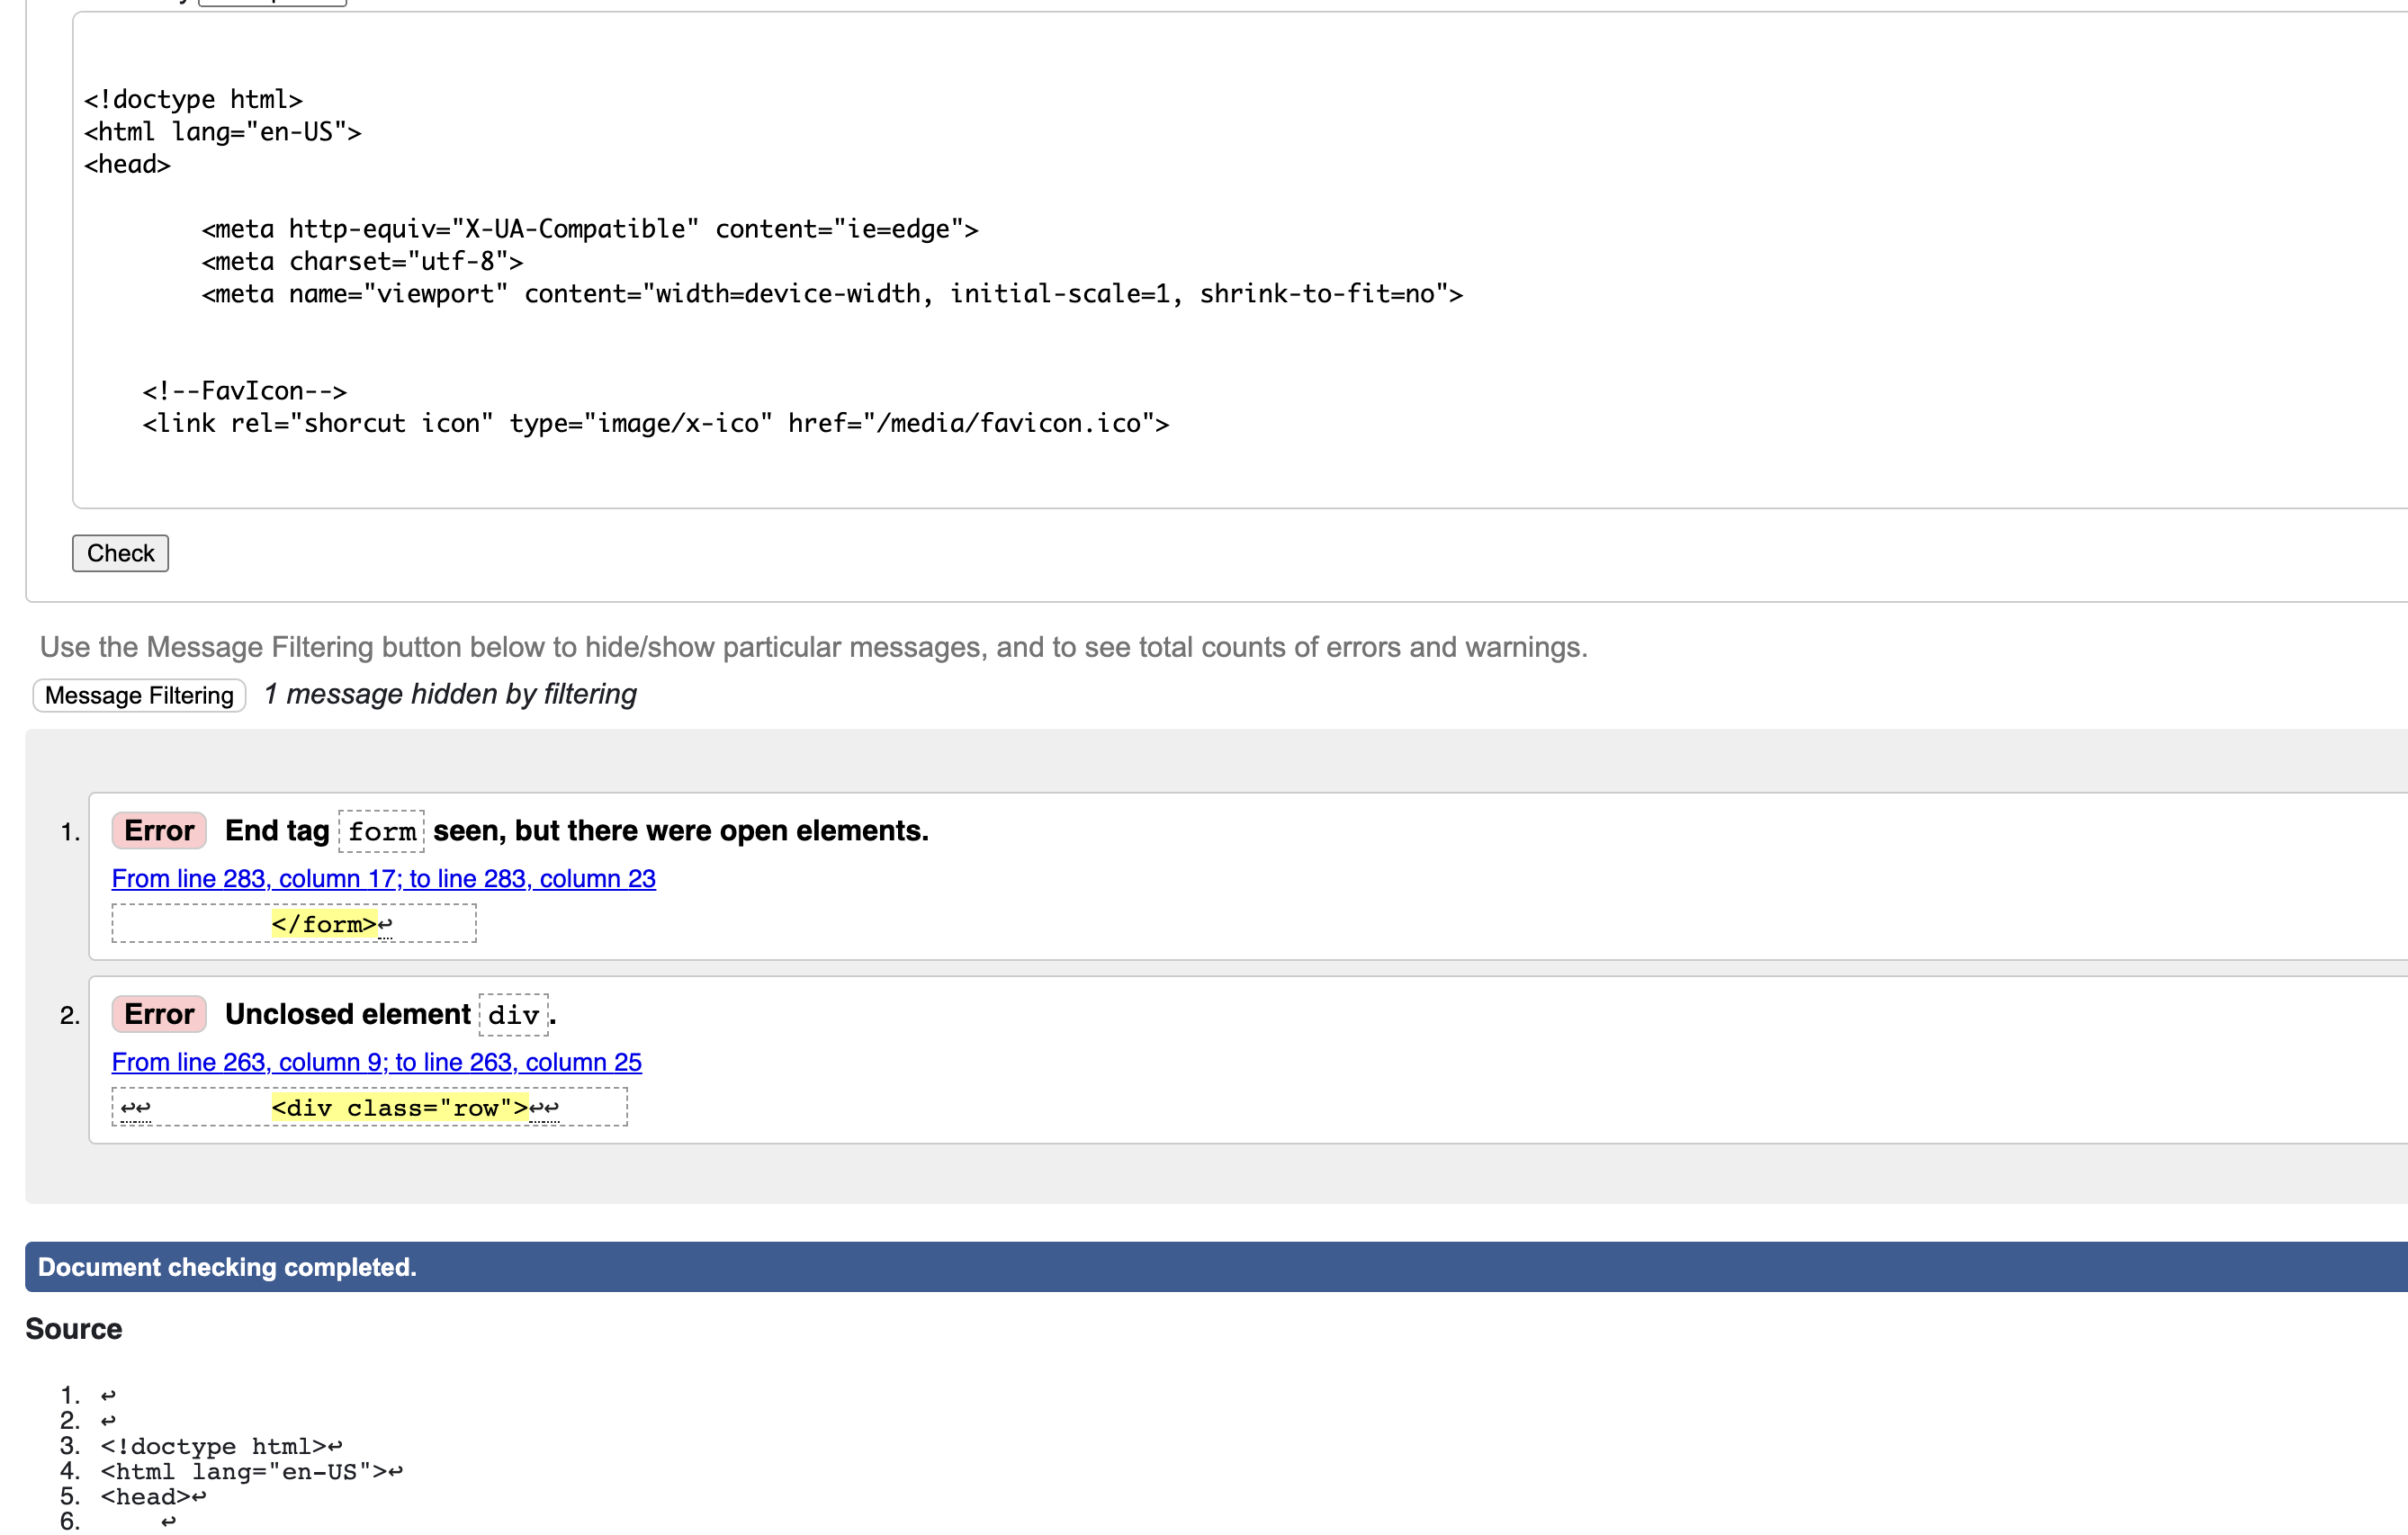 <!doctype html>
<html lang="en-US">
<head>
<meta http-equiv="X-UA-Compatible" content="ie=edge">
<meta charset="utf-8">
<meta name="viewport" content="width=device-width, initial-scale=1, shrink-to-fit=no">
<!--FavIcon-->
<link rel="shorcut icon" type="image/x-ico" href="/media/favicon.ico">
Check
Use the Message Filtering button below to hide/show particular messages, and to see total counts of errors and warnings.
Message Filtering 1 message hidden by filtering
1. Error End tag form seen, but there were open elements.
From line 283, column 17; to line 283, column 23
</form>↩
2. Error Unclosed element div.
From line 263, column 9; to line 263, column 25
↩↩ <div class="row">↩↩
Document checking completed.
Source
1. ↩
2. ↩
3. <!doctype html>↩
4. <html lang="en-US">↩
5. <head>↩
6. ↩